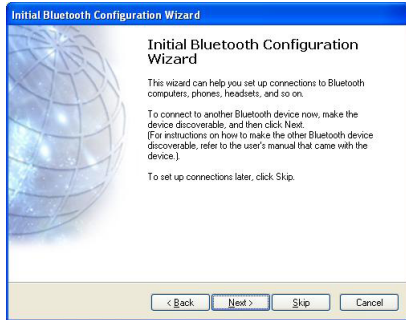 Initial Bluetooth Configuration Wizard
Initial Bluetooth Configuration
Wizard
This wizard can help you set up connections to Bluetooth
computers, phones, headsets, and so on.
To connect to another Bluetooth device now, make the
device discoverable, and then click Next.
(For instructions on how to make the other Bluetooth device
discoverable, refer to the user's manual that came with the
device.).
To set up connections later, click Skip.
< Back Next > Skip Cancel